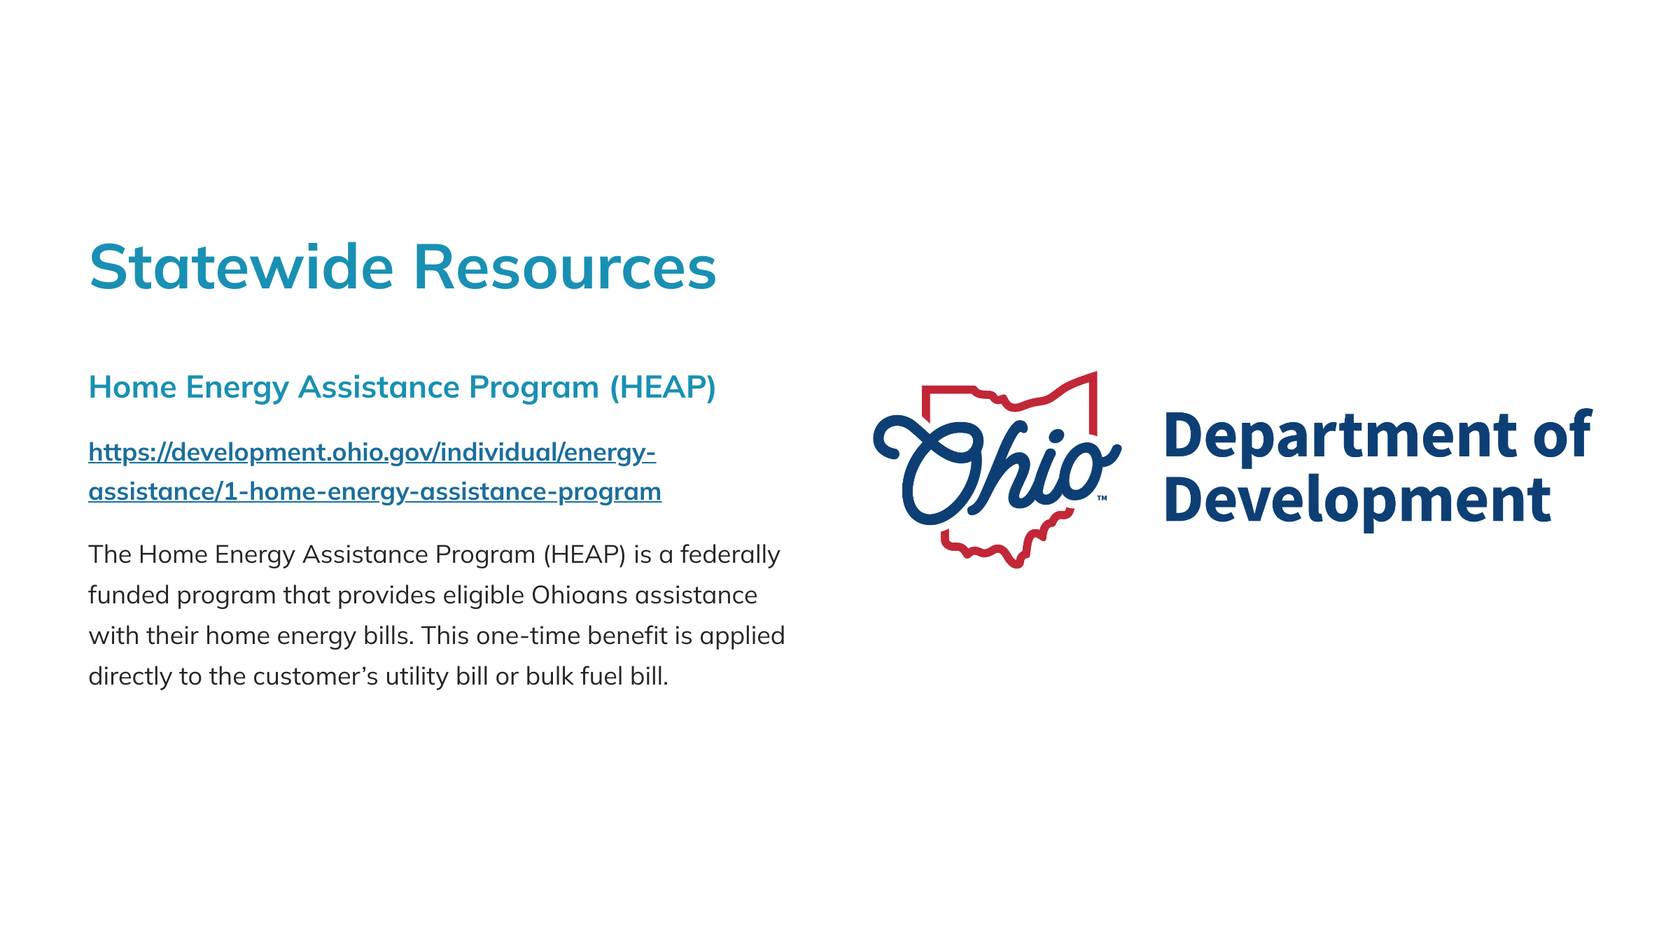 Statewide Resources
Home Energy Assistance Program (HEAP)
https://development.ohio.gov/individual/energy-
assistance/1-home-energy-assistance-program
The Home Energy Assistance Program (HEAP) is a federally
funded program that provides eligible Ohioans assistance
with their home energy bills. This one-time benefit is applied
directly to the customer’s utility bill or bulk fuel bill.
Ohio™
Department of
Development